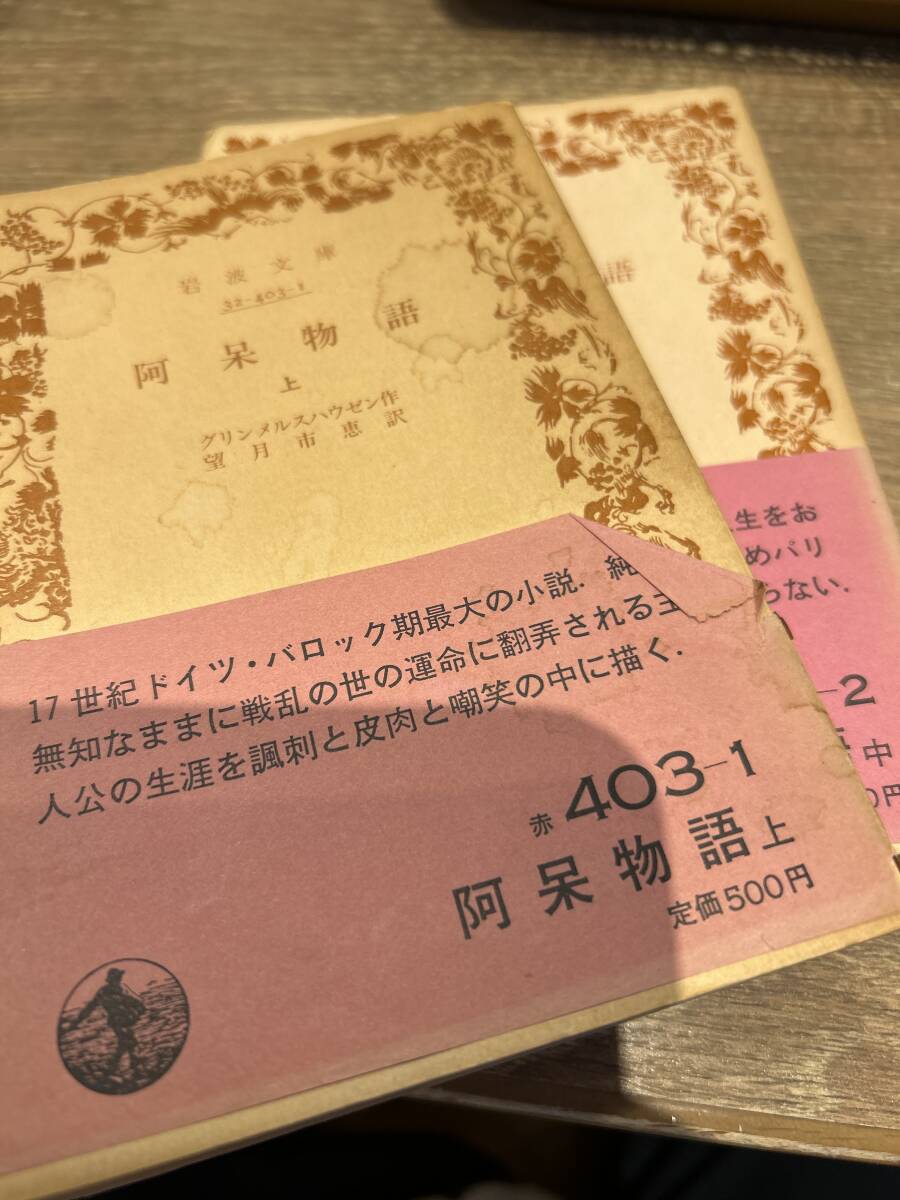 岩波文庫
32-403-1
阿呆物語
上
グリンメルスハウゼン作
望月市恵訳
17世紀ドイツ・バロック期最大の小説．純
無知なままに戦乱の世の運命に翻弄される主
人公の生涯を諷刺と皮肉と嘲笑の中に描く．
赤 403-1
阿呆物語 上
定価500円
語
生をお
めパリ
らない．
-2
中
0円